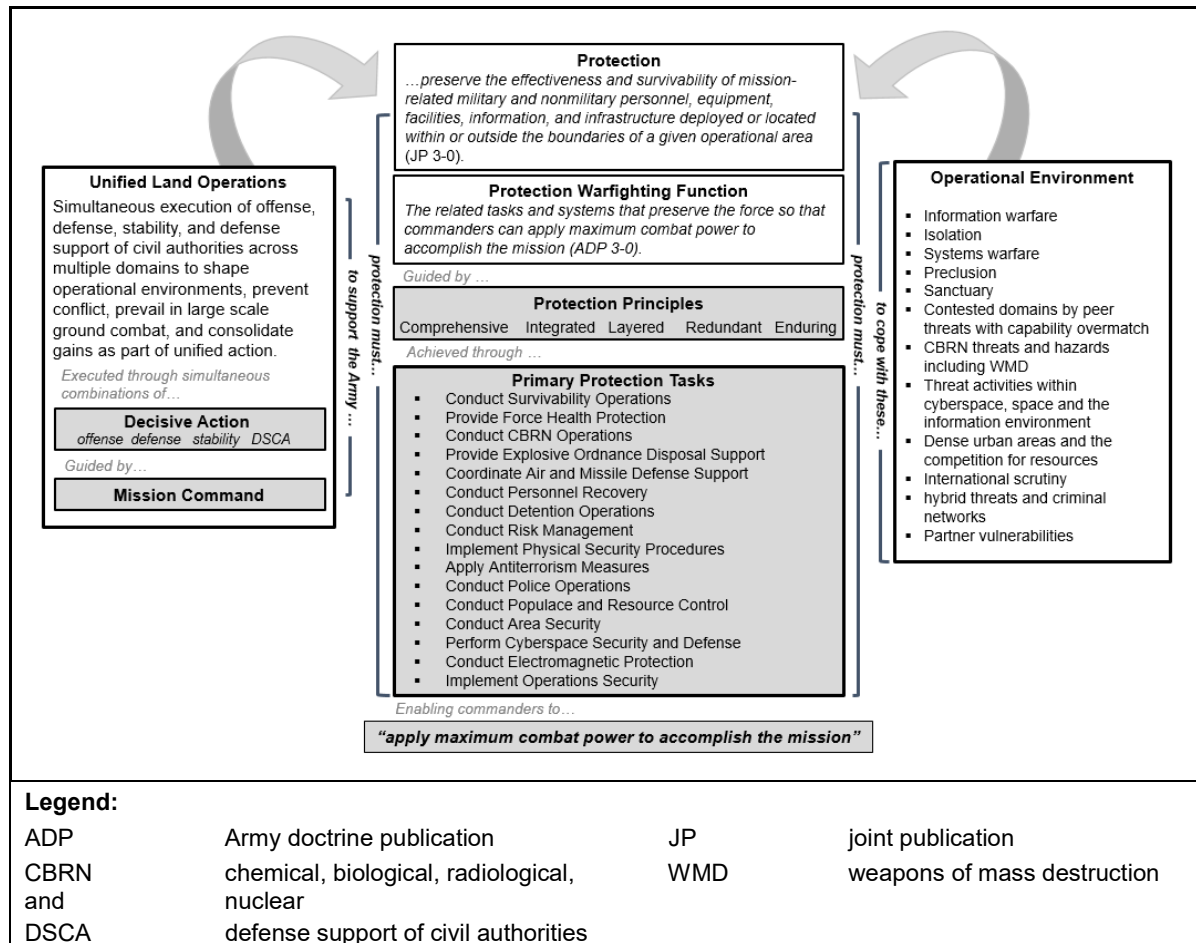 Protection
…preserve the effectiveness and survivability of mission-
related military and nonmilitary personnel, equipment,
facilities, information, and infrastructure deployed or located
within or outside the boundaries of a given operational area
(JP 3-0).
Unified Land Operations
Simultaneous execution of offense,
defense, stability, and defense
support of civil authorities across
multiple domains to shape
operational environments, prevent
conflict, prevail in large scale
ground combat, and consolidate
gains as part of unified action.
Executed through simultaneous
combinations of…
Decisive Action
offense defense stability DSCA
Guided by…
Mission Command
to support the Army …
protection must…
Protection Warfighting Function
The related tasks and systems that preserve the force so that
commanders can apply maximum combat power to
accomplish the mission (ADP 3-0).
Guided by …
Protection Principles
Comprehensive Integrated Layered Redundant Enduring
Achieved through …
Primary Protection Tasks
▪ Conduct Survivability Operations
▪ Provide Force Health Protection
▪ Conduct CBRN Operations
▪ Provide Explosive Ordnance Disposal Support
▪ Coordinate Air and Missile Defense Support
▪ Conduct Personnel Recovery
▪ Conduct Detention Operations
▪ Conduct Risk Management
▪ Implement Physical Security Procedures
▪ Apply Antiterrorism Measures
▪ Conduct Police Operations
▪ Conduct Populace and Resource Control
▪ Conduct Area Security
▪ Perform Cyberspace Security and Defense
▪ Conduct Electromagnetic Protection
▪ Implement Operations Security
Enabling commanders to…
“apply maximum combat power to accomplish the mission”
protection must…
to cope with these…
Operational Environment
▪ Information warfare
▪ Isolation
▪ Systems warfare
▪ Preclusion
▪ Sanctuary
▪ Contested domains by peer
threats with capability overmatch
▪ CBRN threats and hazards
including WMD
▪ Threat activities within
cyberspace, space and the
information environment
▪ Dense urban areas and the
competition for resources
▪ International scrutiny
▪ hybrid threats and criminal
networks
▪ Partner vulnerabilities
Legend:
ADP Army doctrine publication JP joint publication
CBRN chemical, biological, radiological, WMD weapons of mass destruction
and nuclear
DSCA defense support of civil authorities